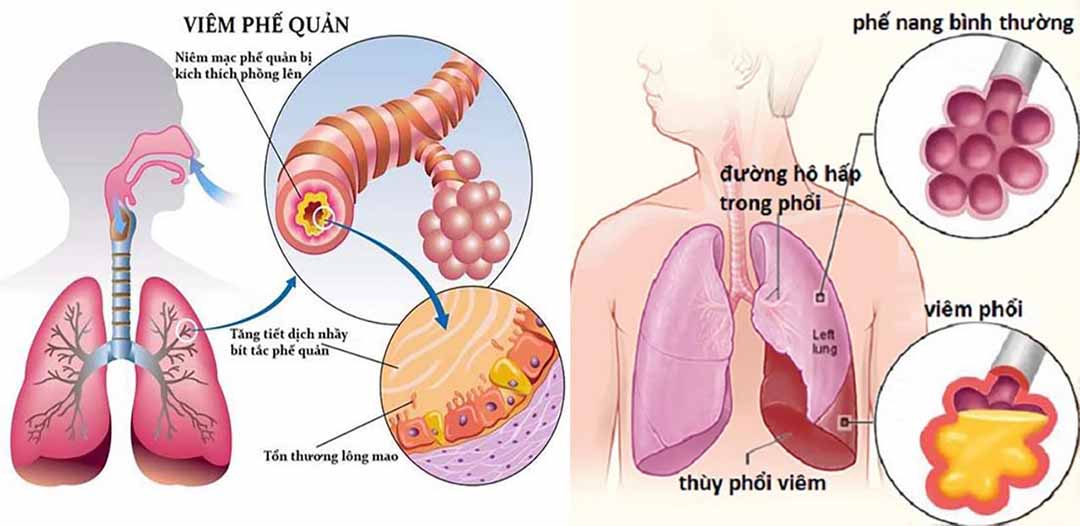 VIÊM PHẾ QUẢN
Niêm mạc phế quản bị
kích thích phồng lên
Tăng tiết dịch nhầy
bít tắc phế quản
Tổn thương lông mao
phế nang bình thường
đường hô hấp
trong phổi
Left
lung
viêm phổi
thùy phổi viêm